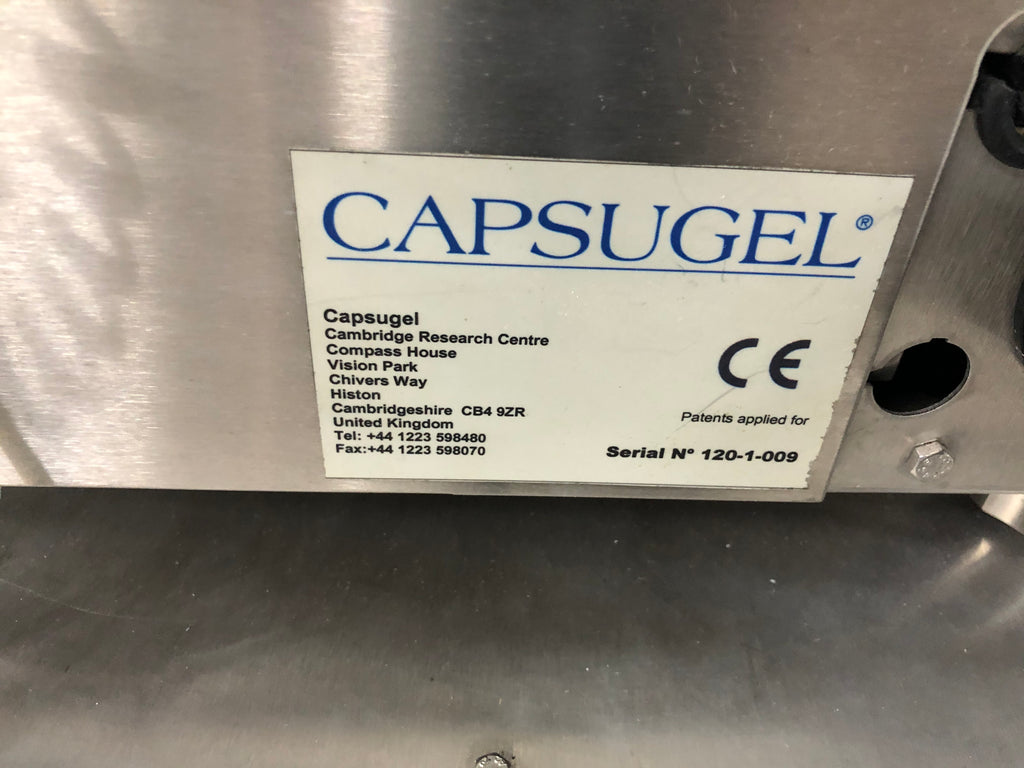 CAPSUGEL®
Capsugel
Cambridge Research Centre
Compass House
Vision Park
Chivers Way
Histon
Cambridgeshire CB4 9ZR
United Kingdom
Tel: +44 1223 598480
Fax:+44 1223 598070
CE
Patents applied for
Serial Nº 120-1-009